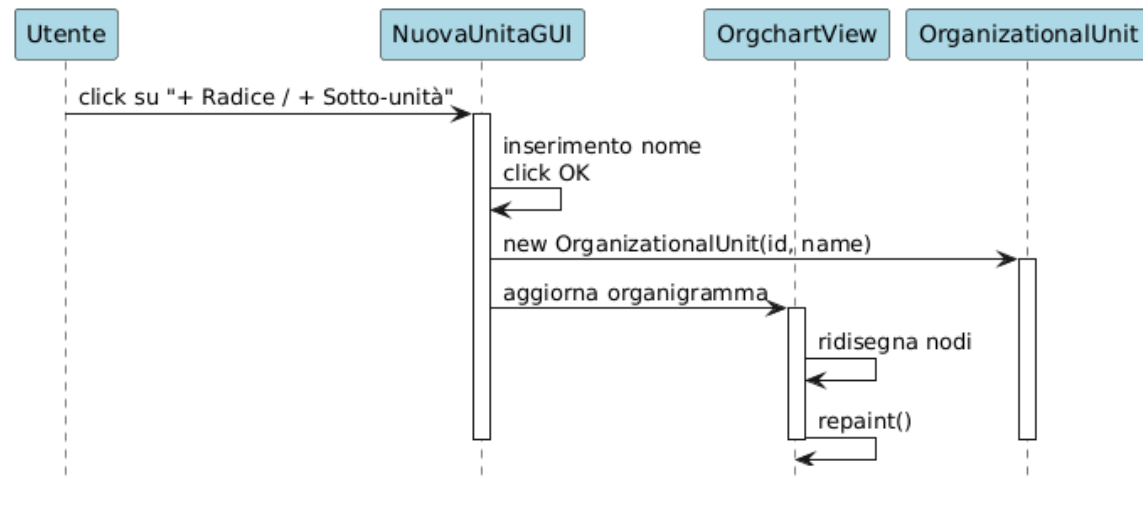 Utente
NuovaUnitaGUI
OrgchartView
OrganizationalUnit
click su "+ Radice / + Sotto-unità"
inserimento nome
click OK
new OrganizationalUnit(id, name)
aggiorna organigramma
ridisegna nodi
repaint()